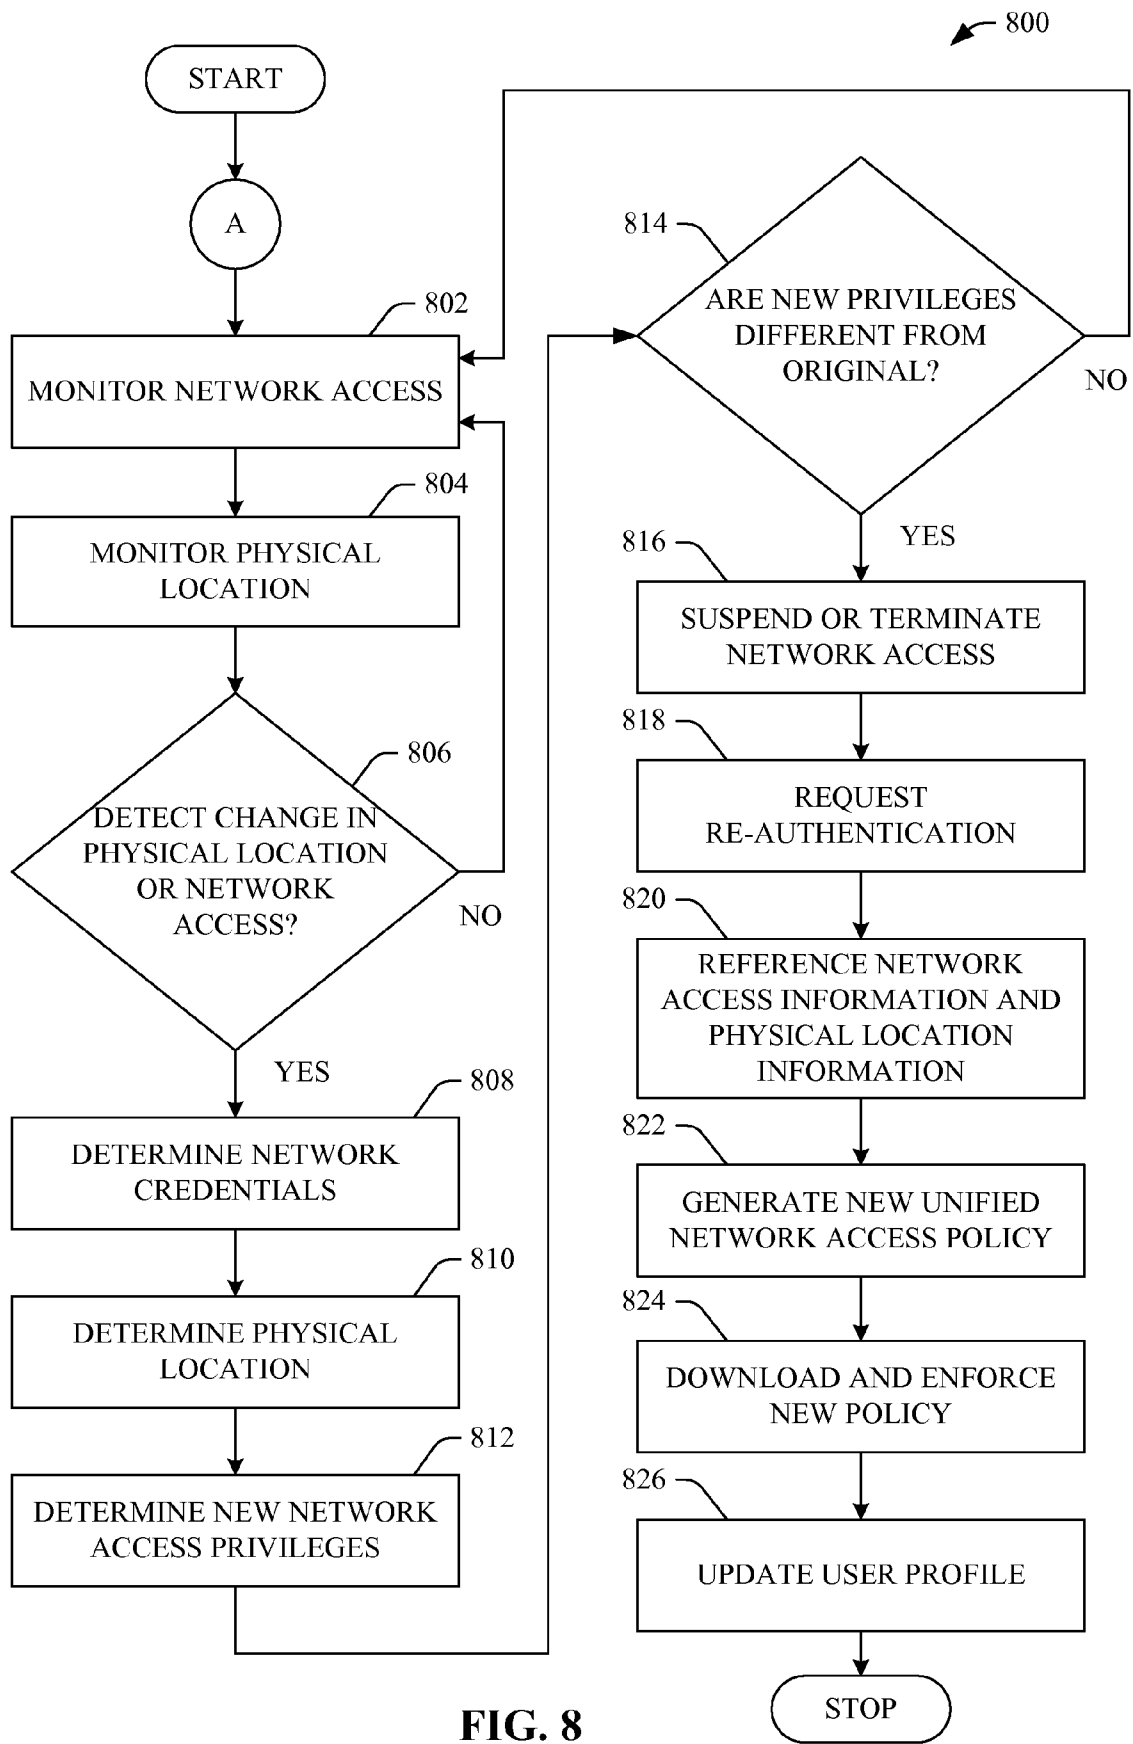 800
START
A
802
MONITOR NETWORK ACCESS
804
MONITOR PHYSICAL
LOCATION
806
DETECT CHANGE IN
PHYSICAL LOCATION
OR NETWORK
ACCESS?
NO
YES
808
DETERMINE NETWORK
CREDENTIALS
810
DETERMINE PHYSICAL
LOCATION
812
DETERMINE NEW NETWORK
ACCESS PRIVILEGES
814
ARE NEW PRIVILEGES
DIFFERENT FROM
ORIGINAL?
NO
YES
816
SUSPEND OR TERMINATE
NETWORK ACCESS
818
REQUEST
RE-AUTHENTICATION
820
REFERENCE NETWORK
ACCESS INFORMATION AND
PHYSICAL LOCATION
INFORMATION
822
GENERATE NEW UNIFIED
NETWORK ACCESS POLICY
824
DOWNLOAD AND ENFORCE
NEW POLICY
826
UPDATE USER PROFILE
STOP
FIG. 8